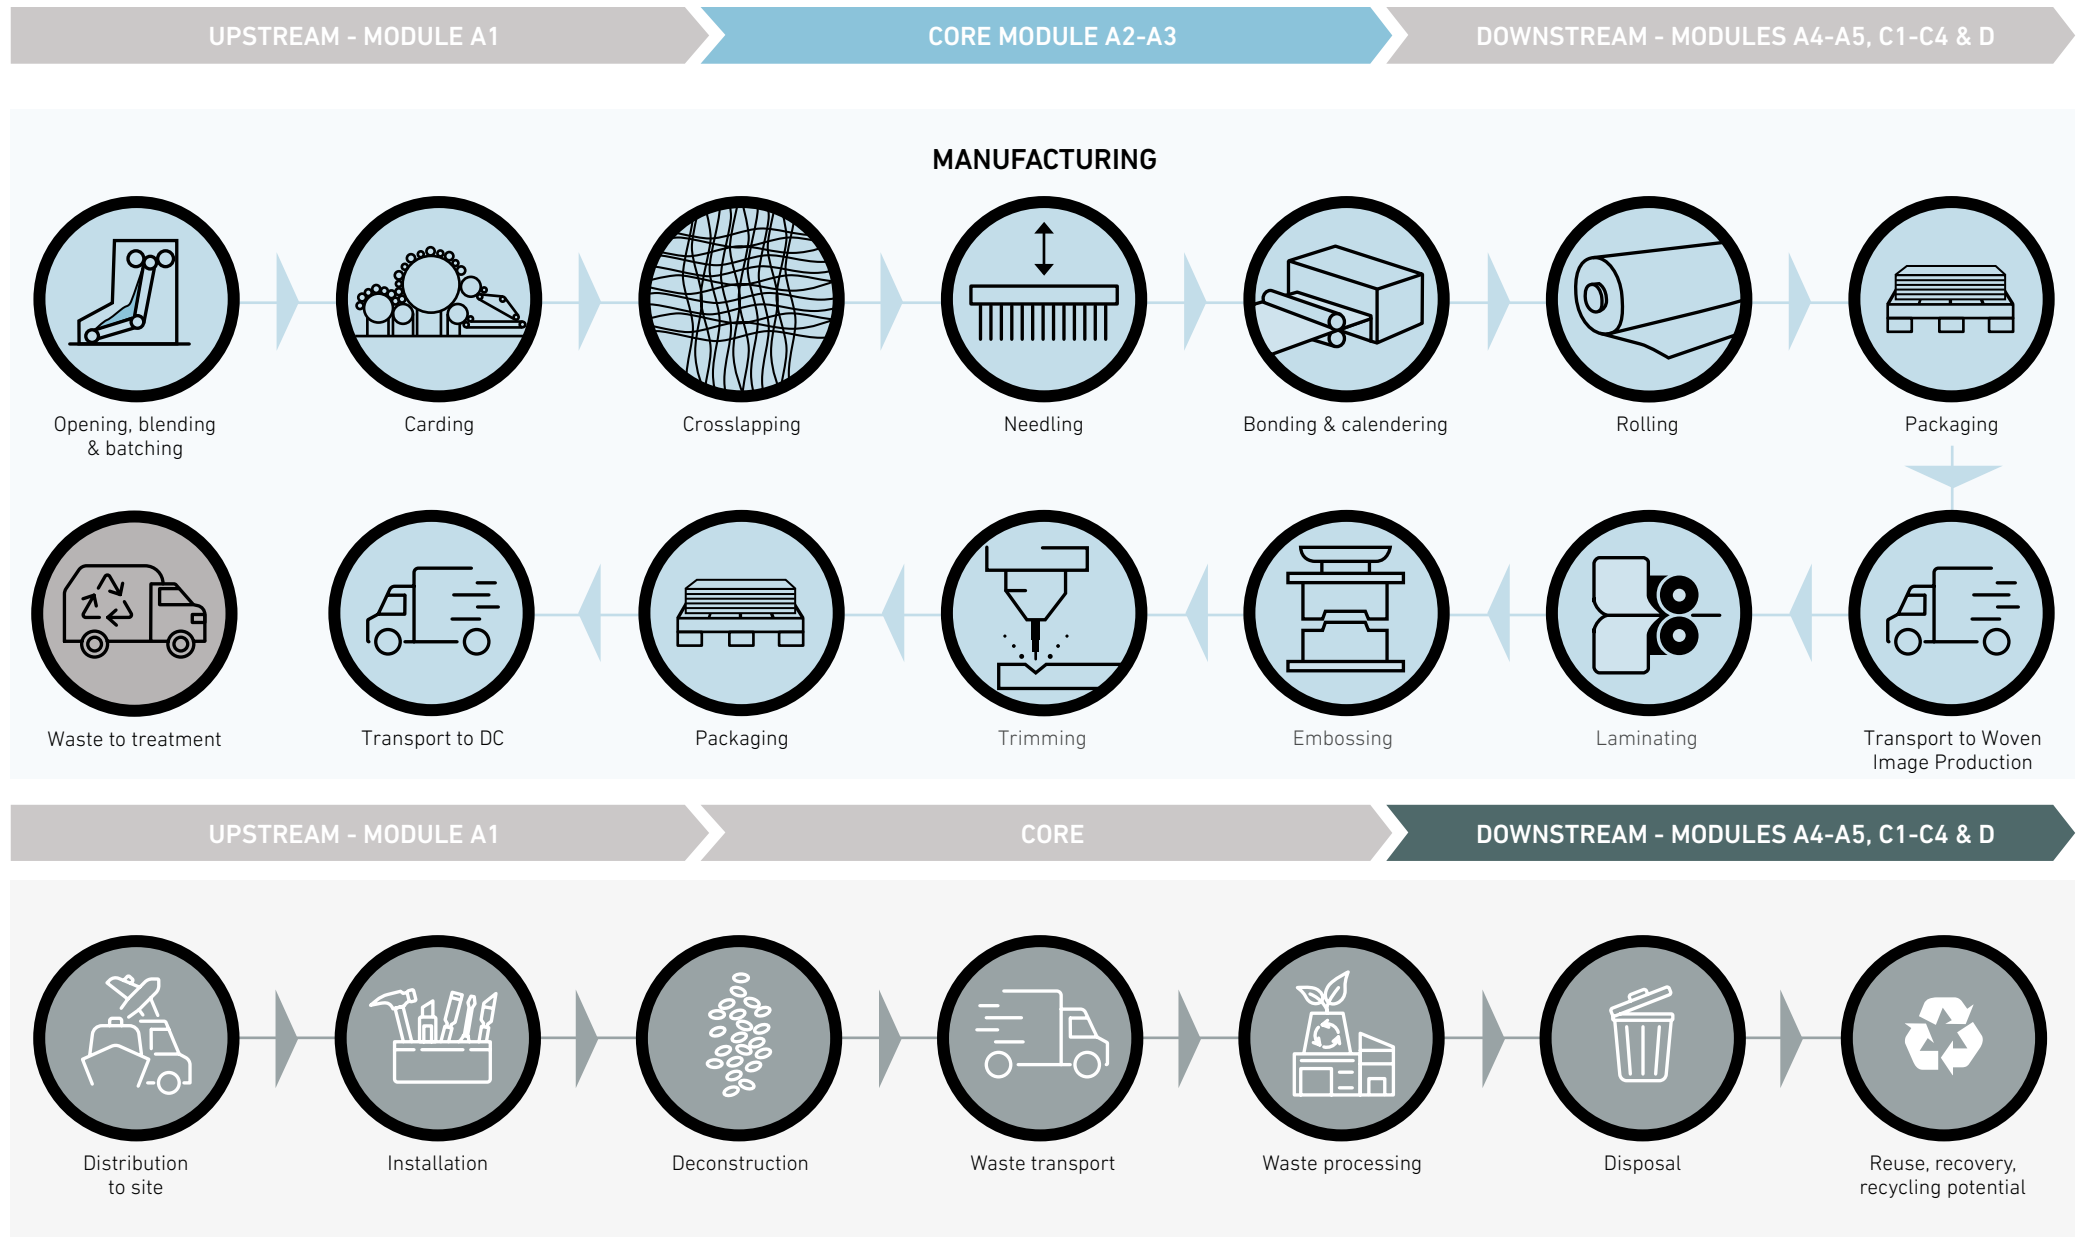 UPSTREAM - MODULE A1
CORE MODULE A2-A3
DOWNSTREAM - MODULES A4-A5, C1-C4 & D
MANUFACTURING
Opening, blending
& batching
Carding
Crosslapping
Needling
Bonding & calendering
Rolling
Packaging
Waste to treatment
Transport to DC
Packaging
Trimming
Embossing
Laminating
Transport to Woven
Image Production
UPSTREAM - MODULE A1
CORE
DOWNSTREAM - MODULES A4-A5, C1-C4 & D
Distribution
to site
Installation
Deconstruction
Waste transport
Waste processing
Disposal
Reuse, recovery,
recycling potential